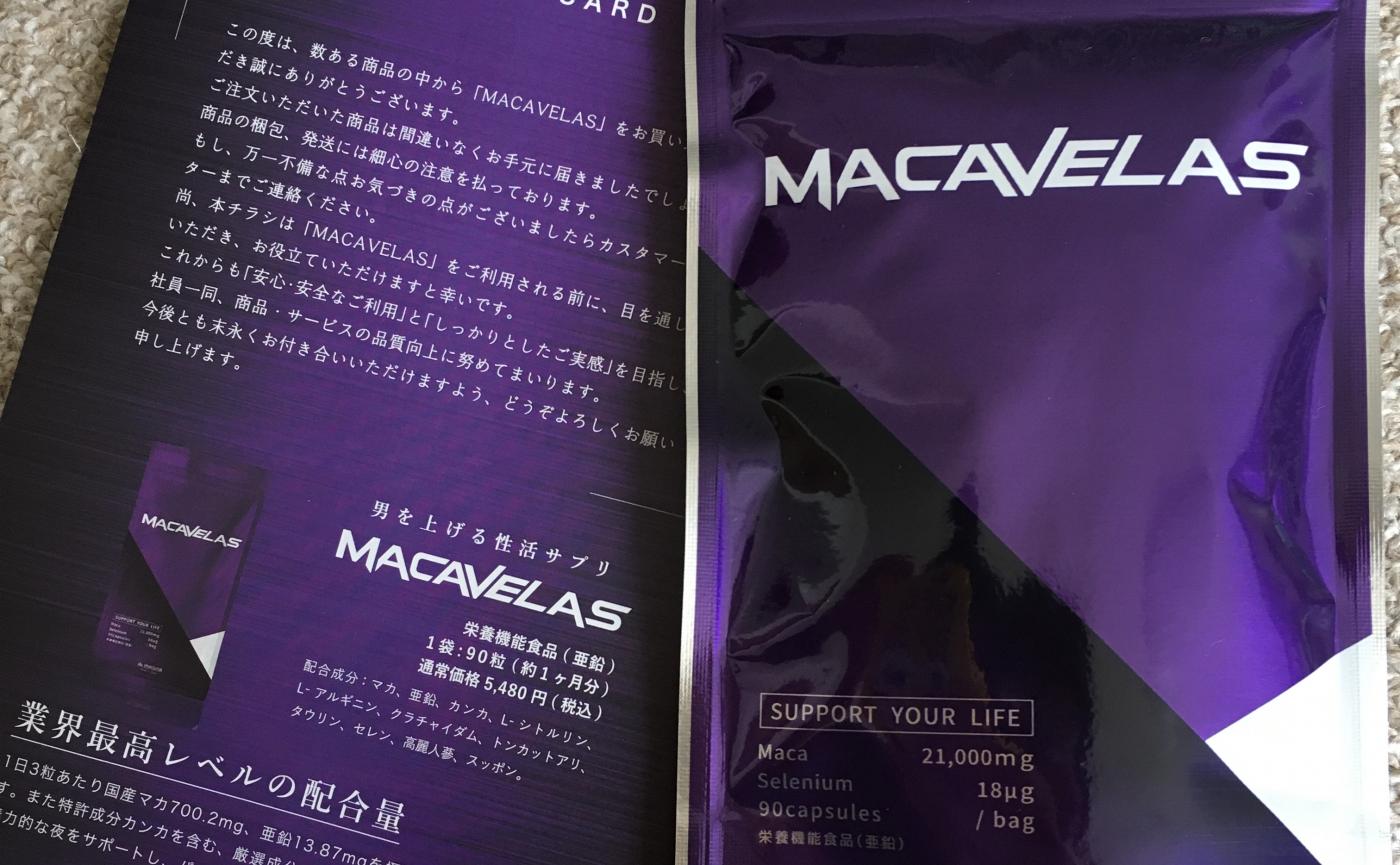 CARD
この度は、数ある商品の中から「MACAVELAS」をお買い
だき誠にありがとうございます。
ご注文いただいた商品は間違いなくお手元に届きましたでしょ
商品の梱包、発送には細心の注意を払っております。
もし、万一不備な点お気づきの点がございましたらカスタマー
ターまでご連絡ください。
尚、本チラシは「MACAVELAS」をご利用される前に、目を通し
いただき、お役立ていただけますと幸いです。
これからも「安心・安全なご利用」と「しっかりとしたご実感」を目指し、
社員一同、商品・サービスの品質向上に努めてまいります。
今後とも末永くお付き合いいただけますよう、どうぞよろしくお願い
申し上げます。
MACAVELAS
SUPPORT YOUR LIFE
男を上げる性活サプリ
MACAVELAS
栄養機能食品(亜鉛)
1袋:90粒(約1ヶ月分)
通常価格5,480円(税込)
配合成分:マカ、亜鉛、カンカ、L-シトルリン、
L-アルギニン、クラチャイダム、トンカットアリ、
タウリン、セレン、高麗人蔘、スッポン。
業界最高レベルの配合量
1日3粒あたり国産マカ700.2mg、亜鉛13.87mgを
す。また特許成分カンカを含む、厳選成分
力的な夜をサポートし、
MACAVELAS
SUPPORT YOUR LIFE
Maca 21,000mg
Selenium 18μg
90capsules / bag
栄養機能食品(亜鉛)